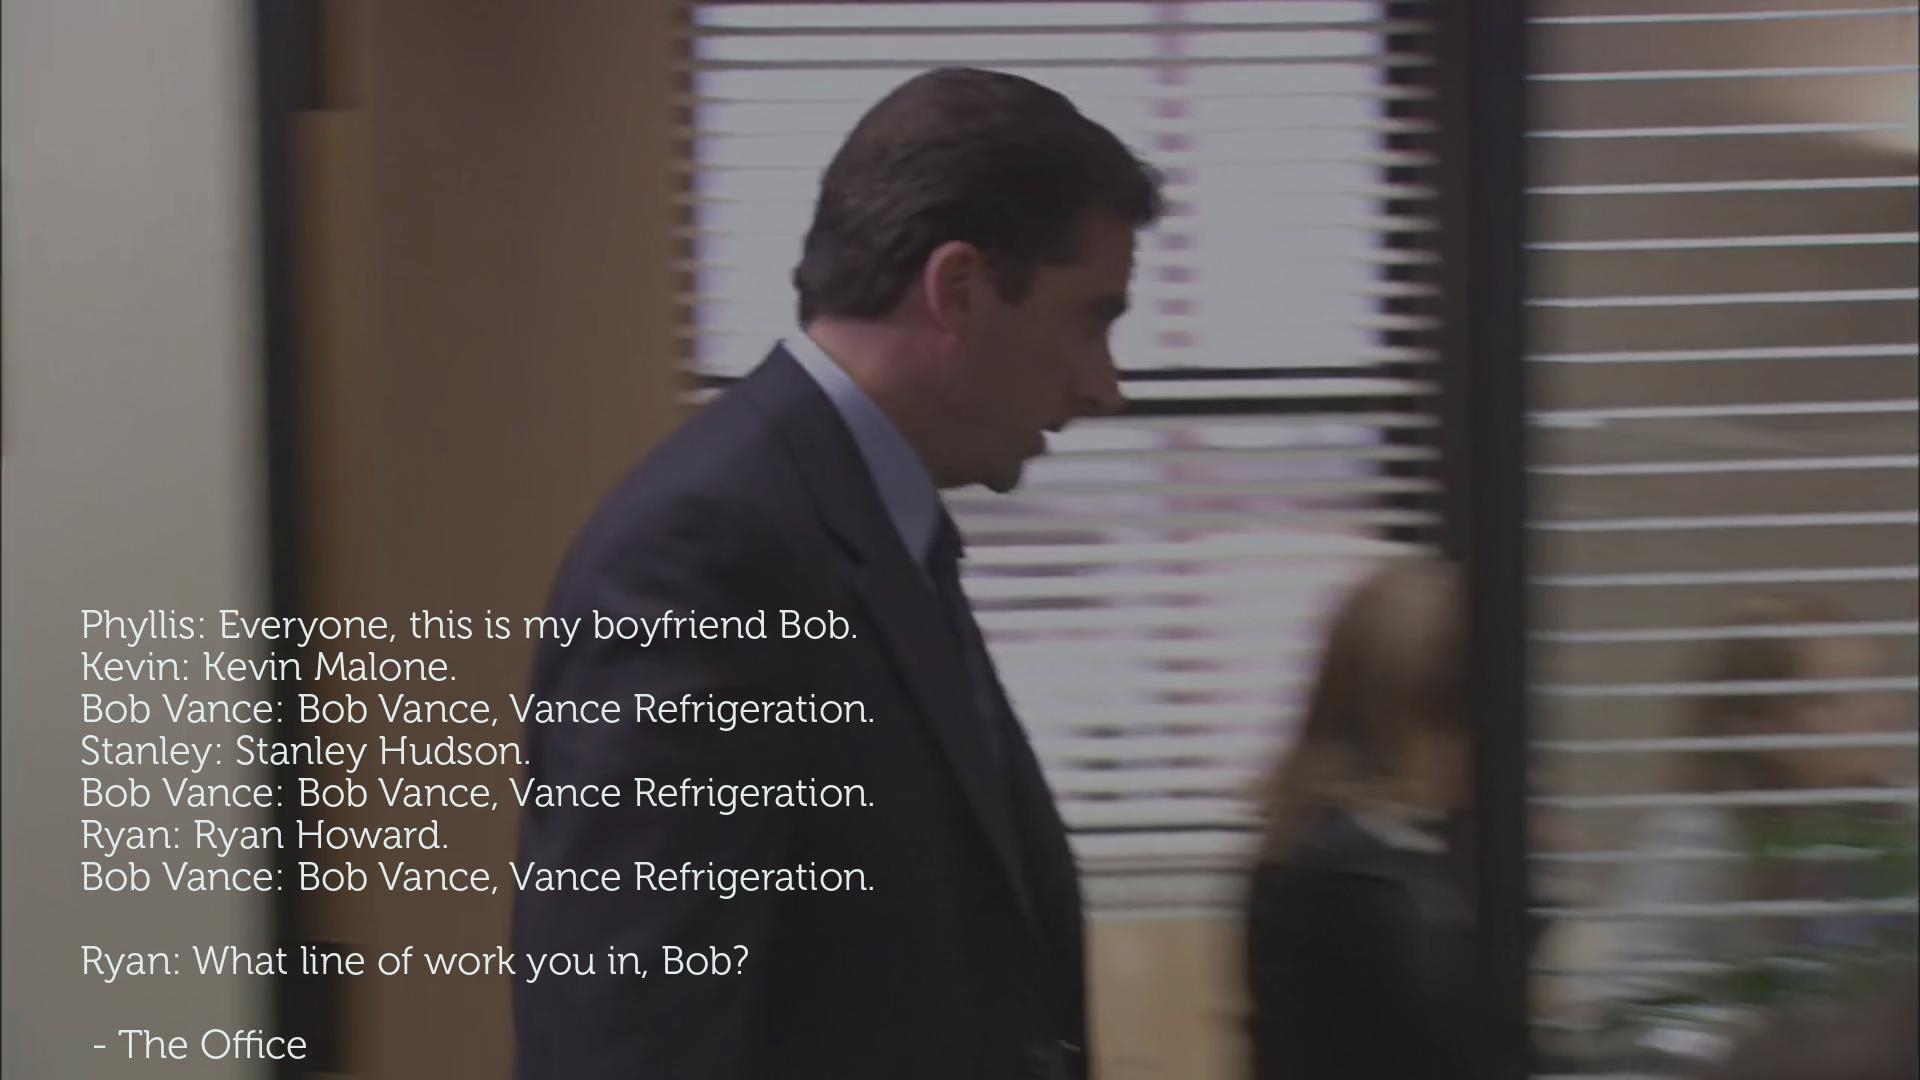 Phyllis: Everyone, this is my boyfriend Bob.
Kevin: Kevin Malone.
Bob Vance: Bob Vance, Vance Refrigeration.
Stanley: Stanley Hudson.
Bob Vance: Bob Vance, Vance Refrigeration.
Ryan: Ryan Howard.
Bob Vance: Bob Vance, Vance Refrigeration.
Ryan: What line of work you in, Bob?
- The Office